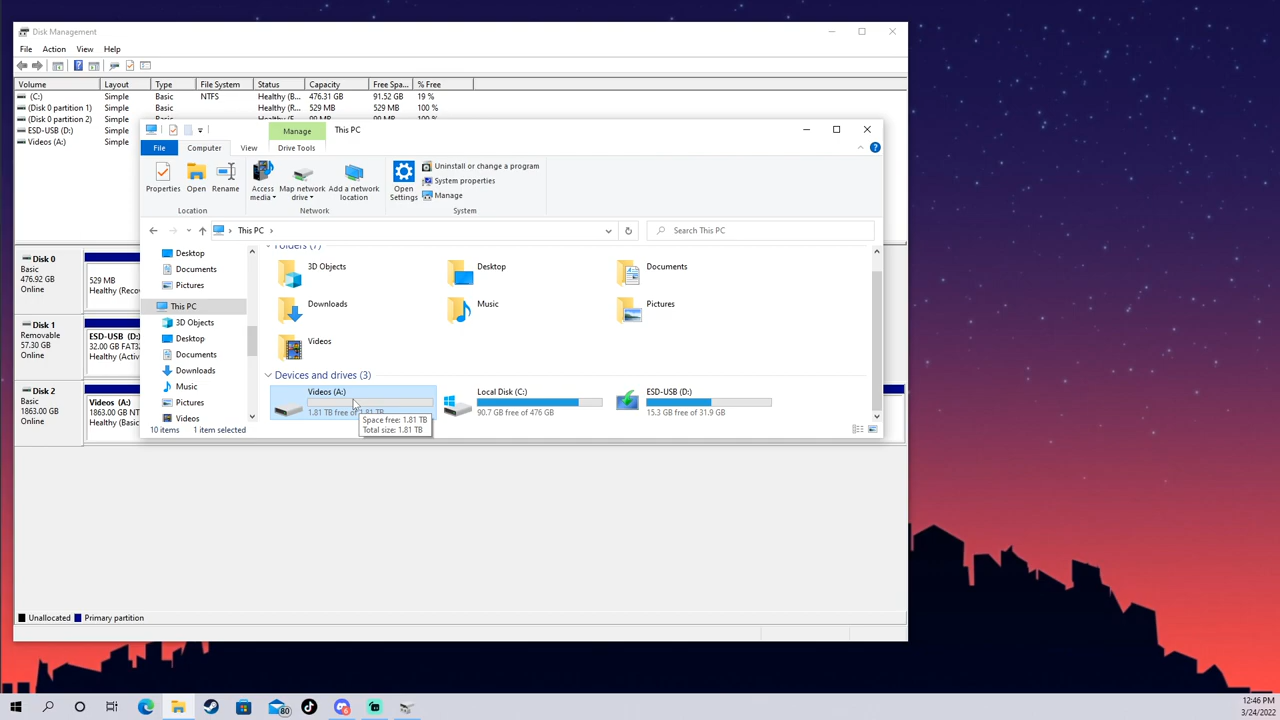 Disk Management
File Action View Help
Volume Layout Type File System Status Capacity Free Spa... % Free
(C:) Simple Basic NTFS Healthy (B... 476.31 GB 91.52 GB 19 %
(Disk 0 partition 1) Simple Basic Healthy (R... 529 MB 529 MB 100 %
(Disk 0 partition 2) Simple Basic Healthy (E... 99 MB 99 MB 100 %
ESD-USB (D:) Simple
Videos (A:) Simple
Manage This PC
File Computer View Drive Tools
Properties Open Rename Access media Map network drive Add a network location Open Settings
Uninstall or change a program
System properties
Manage
Location Network System
This PC
Search This PC
Desktop
Documents
Pictures
This PC
3D Objects
Desktop
Documents
Downloads
Music
Pictures
Videos
Folders (7)
3D Objects Desktop Documents
Downloads Music Pictures
Videos
Devices and drives (3)
Videos (A:)
1.81 TB free of 1.81 TB
Local Disk (C:)
90.7 GB free of 476 GB
ESD-USB (D:)
15.3 GB free of 31.9 GB
Space free: 1.81 TB
Total size: 1.81 TB
10 items 1 item selected
Disk 0
Basic
476.92 GB
Online
529 MB
Healthy (Reco
Disk 1
Removable
57.30 GB
Online
ESD-USB (D:
32.00 GB FAT32
Healthy (Activ
Disk 2
Basic
1863.00 GB
Online
Videos (A:)
1863.00 GB NT
Healthy (Basic
Unallocated Primary partition
80
12:46 PM
3/24/2022